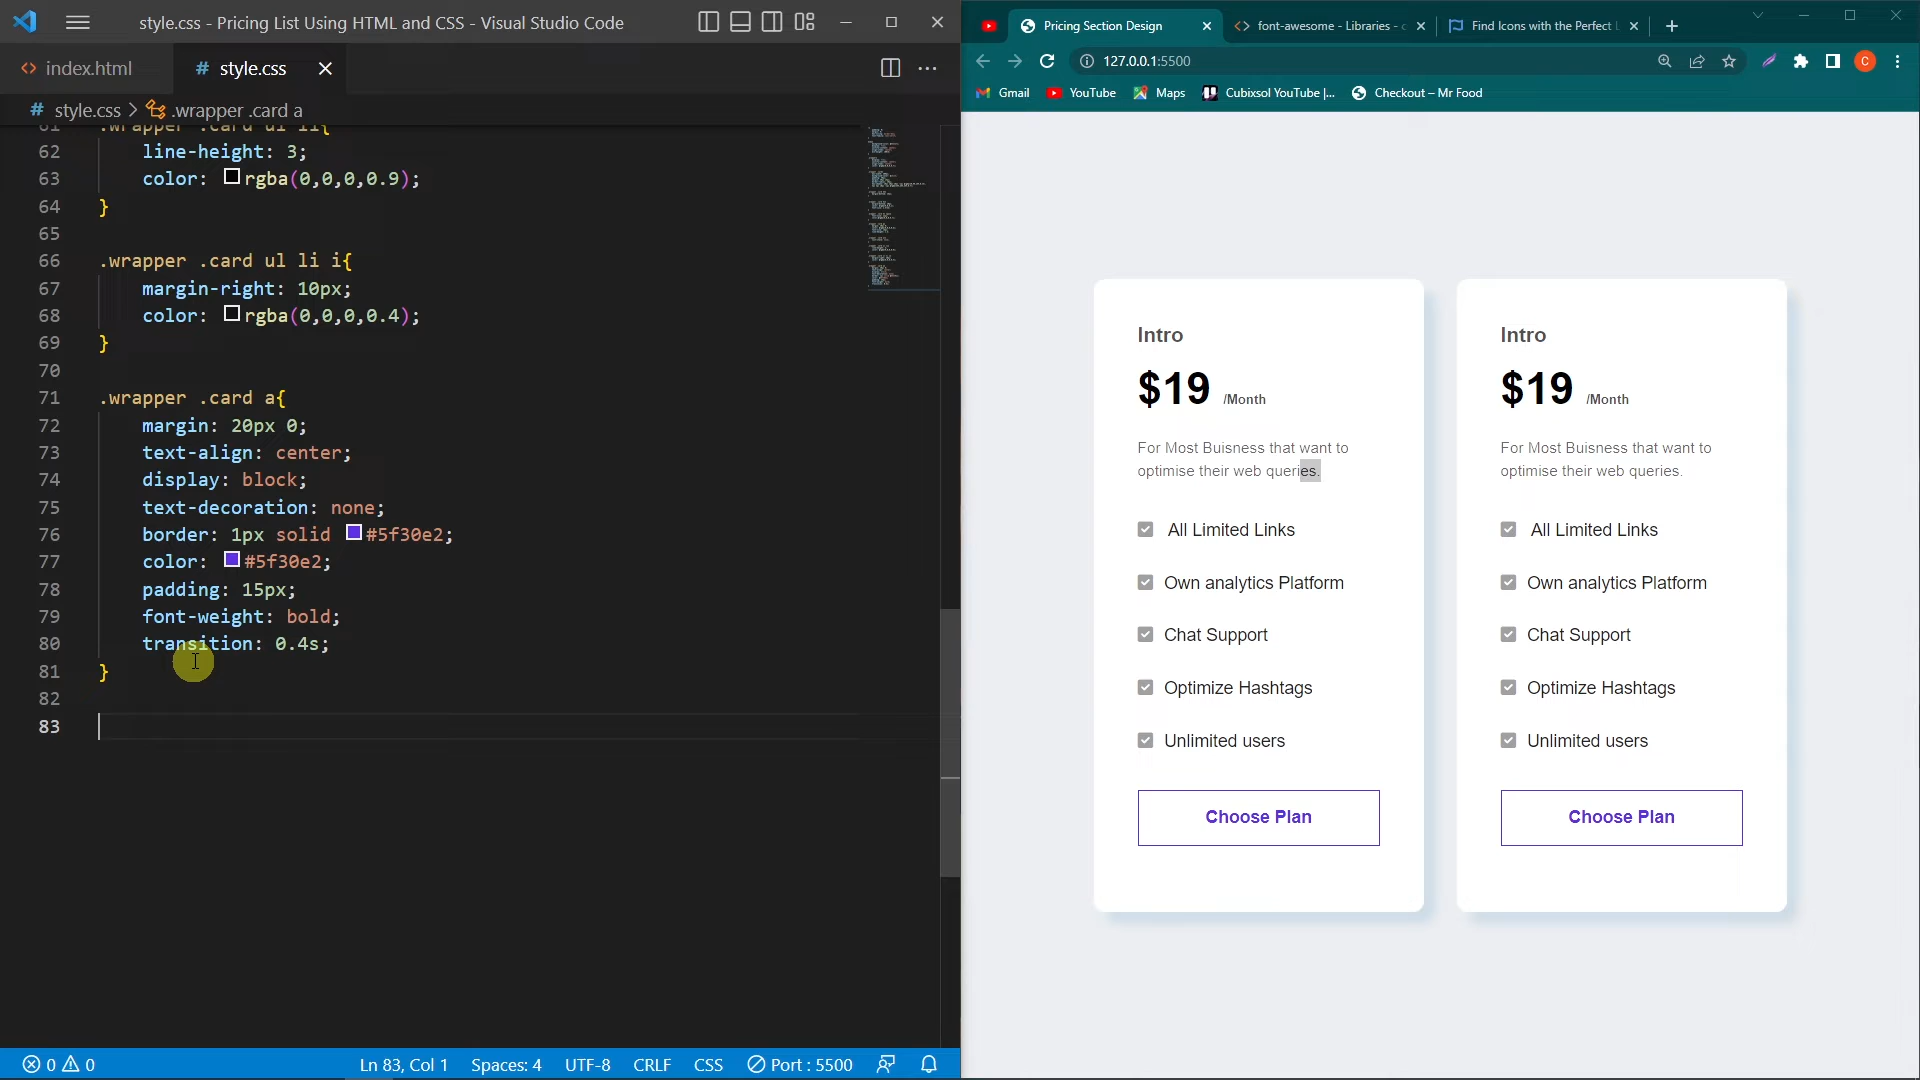 style.css - Pricing List Using HTML and CSS - Visual Studio Code
index.html
# style.css
# style.css > .wrapper .card a
61 .wrapper .card ul li{
62 line-height: 3;
63 color: rgba(0,0,0,0.9);
64 }
65
66 .wrapper .card ul li i{
67 margin-right: 10px;
68 color: rgba(0,0,0,0.4);
69 }
70
71 .wrapper .card a{
72 margin: 20px 0;
73 text-align: center;
74 display: block;
75 text-decoration: none;
76 border: 1px solid #5f30e2;
77 color: #5f30e2;
78 padding: 15px;
79 font-weight: bold;
80 transition: 0.4s;
81 }
82
83
0 0
Ln 83, Col 1
Spaces: 4
UTF-8
CRLF
CSS
Port : 5500
Pricing Section Design
font-awesome - Libraries - c
Find Icons with the Perfect
127.0.0.1:5500
C
Gmail
YouTube
Maps
Cubixsol YouTube |...
Checkout – Mr Food
Intro
$19 /Month
For Most Buisness that want to
optimise their web queries.
All Limited Links
Own analytics Platform
Chat Support
Optimize Hashtags
Unlimited users
Choose Plan
Intro
$19 /Month
For Most Buisness that want to
optimise their web queries.
All Limited Links
Own analytics Platform
Chat Support
Optimize Hashtags
Unlimited users
Choose Plan